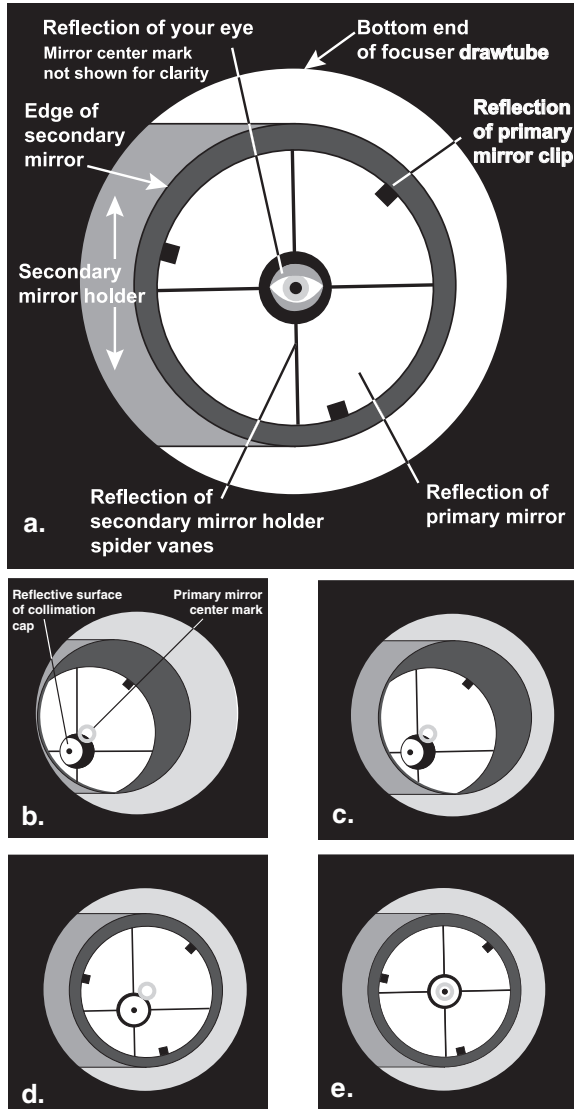 Reflection of your eye
Mirror center mark
not shown for clarity
Bottom end
of focuser drawtube
Edge of
secondary
mirror
Reflection
of primary
mirror clip
Secondary
mirror holder
Reflection of
secondary mirror holder
spider vanes
Reflection of
primary mirror
a.
Reflective surface
of collimation
cap
Primary mirror
center mark
b.
c.
d.
e.